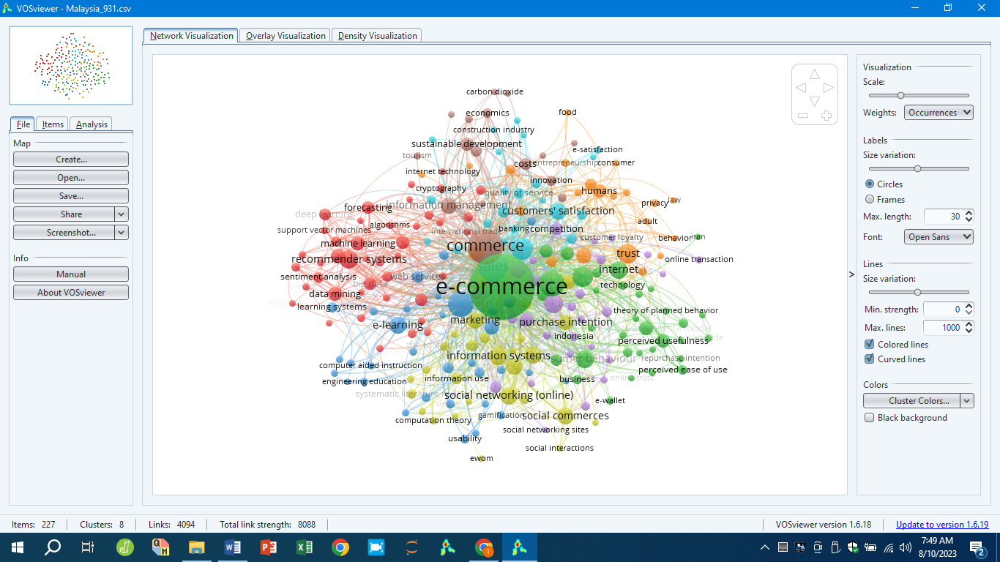 VOSviewer - Malaysia_931.csv
Network Visualization
Overlay Visualization
Density Visualization
File
Items
Analysis
Map
Create...
Open...
Save...
Share
Screenshot...
Info
Manual
About VOSviewer
carbon dioxide
economics
food
construction industry
sustainable development
e-satisfaction
tourism
costs
entrepreneurship
consumer
internet technology
innovation
cryptography
quality of service
humans
information management
privacy
law
forecasting
customers' satisfaction
deep learning
adult
algorithms
support vector machines
international trade
banking
competition
customer loyalty
behavior
iran
machine learning
commerce
trust
recommender systems
online transaction
sales
internet
sentiment analysis
web services
big data
e-commerce
technology
data mining
learning systems
theory of planned behavior
marketing
purchase intention
e-learning
indonesia
perceived usefulness
information systems
consumer behaviour
repurchase intention
computer aided instruction
perceived ease of use
engineering education
information use
business
online trust
systematic literature
social networking (online)
e-wallet
design
gamification
social commerces
computation theory
social networking sites
usability
social interactions
ewom
Visualization
Scale:
Weights:
Occurrences
Labels
Size variation:
Circles
Frames
Max. length:
30
Font:
Open Sans
Lines
Size variation:
Min. strength:
0
Max. lines:
1000
Colored lines
Curved lines
Colors
Cluster Colors...
Black background
>
Items: 227
Clusters: 8
Links: 4094
Total link strength: 8088
VOSviewer version 1.6.18
Update to version 1.6.19
7:49 AM
8/10/2023
2